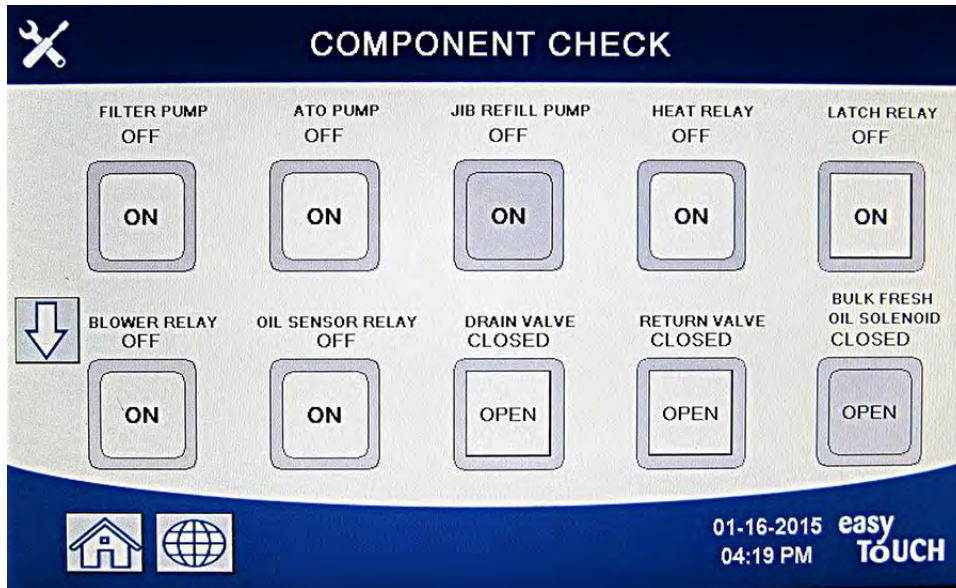 COMPONENT CHECK
FILTER PUMP
OFF
ON
ATO PUMP
OFF
ON
JIB REFILL PUMP
OFF
ON
HEAT RELAY
OFF
ON
LATCH RELAY
OFF
ON
BLOWER RELAY
OFF
ON
OIL SENSOR RELAY
OFF
ON
DRAIN VALVE
CLOSED
OPEN
RETURN VALVE
CLOSED
OPEN
BULK FRESH
OIL SOLENOID
CLOSED
OPEN
01-16-2015
04:19 PM
easy
TOUCH